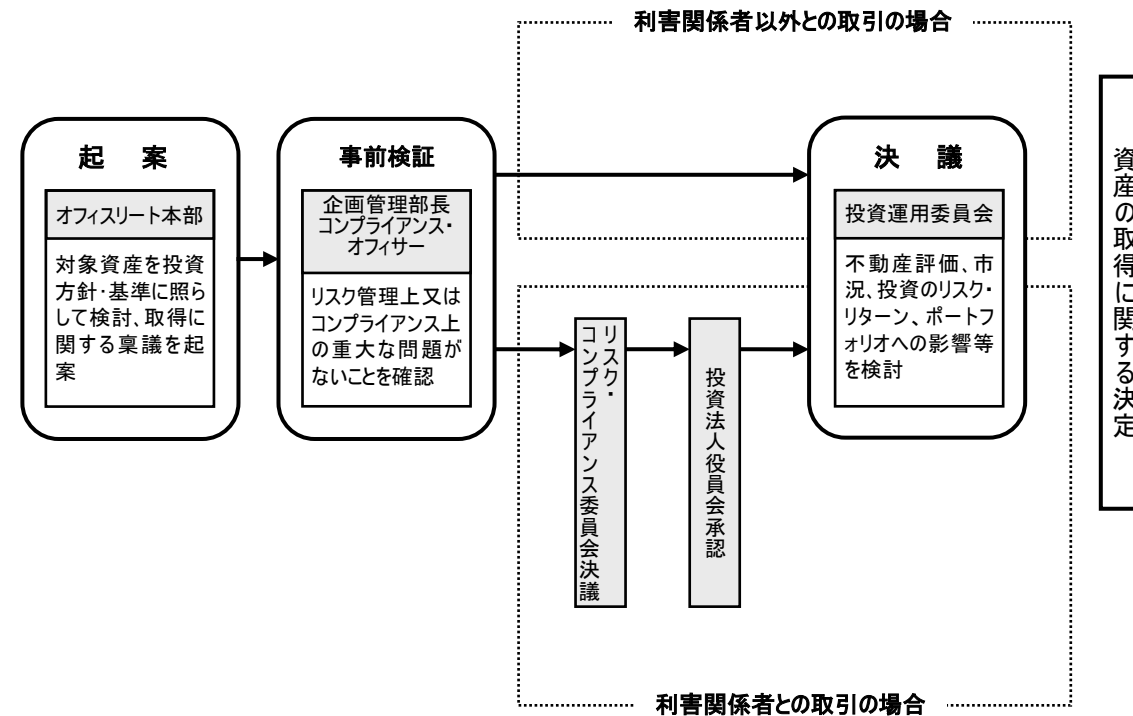 利害関係者以外との取引の場合
起 案
オフィスリート本部
対象資産を投資
方針・基準に照ら
して検討、取得に
関する稟議を起
案
事前検証
企画管理部長
コンプライアンス・
オフィサー
リスク管理上又は
コンプライアンス上
の重大な問題が
ないことを確認
リスク・
コンプライアンス委員会決議
投資法人役員会承認
決 議
投資運用委員会
不動産評価、市
況、投資のリスク・
リターン、ポートフ
ォリオへの影響等
を検討
資産の取得に関する決定
利害関係者との取引の場合